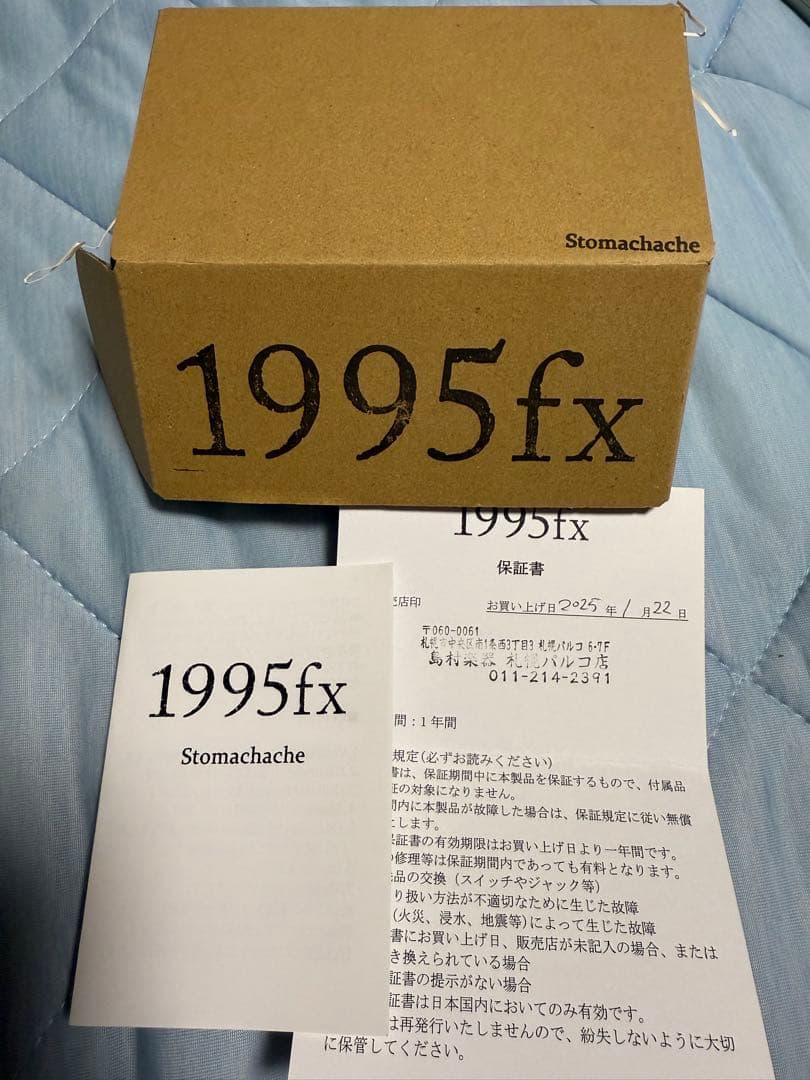 Stomachache
1995fx
1995fx
保証書
売店印
お買い上げ日 2025 年 1 月 22 日
〒060-0061
札幌市中央区南1条西3丁目3 札幌パルコ 6・7F
島村楽器 札幌パルコ店
011-214-2391
間：1年間
規定(必ずお読みください)
書は、保証期間中に本製品を保証するもので、付属品
証の対象になりません。
間内に本製品が故障した場合は、保証規定に従い無償
にします。
保証書の有効期限はお買い上げ日より一年間です。
の修理等は保証期間内であっても有料となります。
品の交換（スイッチやジャック等）
り扱い方法が不適切なために生じた故障
(火災、浸水、地震等)によって生じた故障
書にお買い上げ日、販売店が未記入の場合、または
き換えられている場合
証書の提示がない場合
証書は日本国内においてのみ有効です。
は再発行いたしませんので、紛失しないように大切
に保管してください。
1995fx
Stomachache